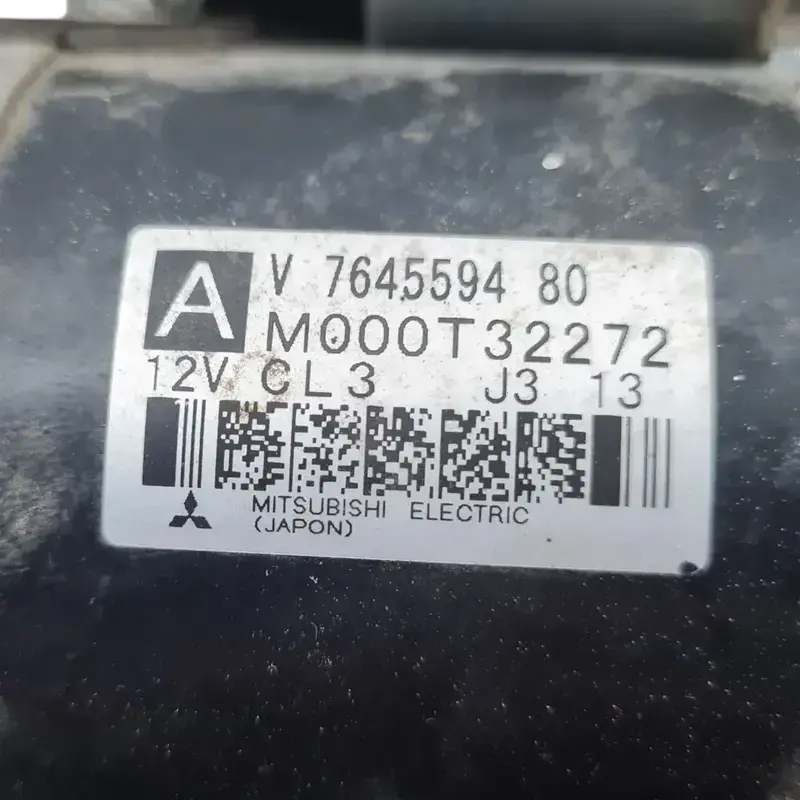 A V 7645594 80
M000T32272
12V CL3 J3 13
MITSUBISHI ELECTRIC
(JAPON)